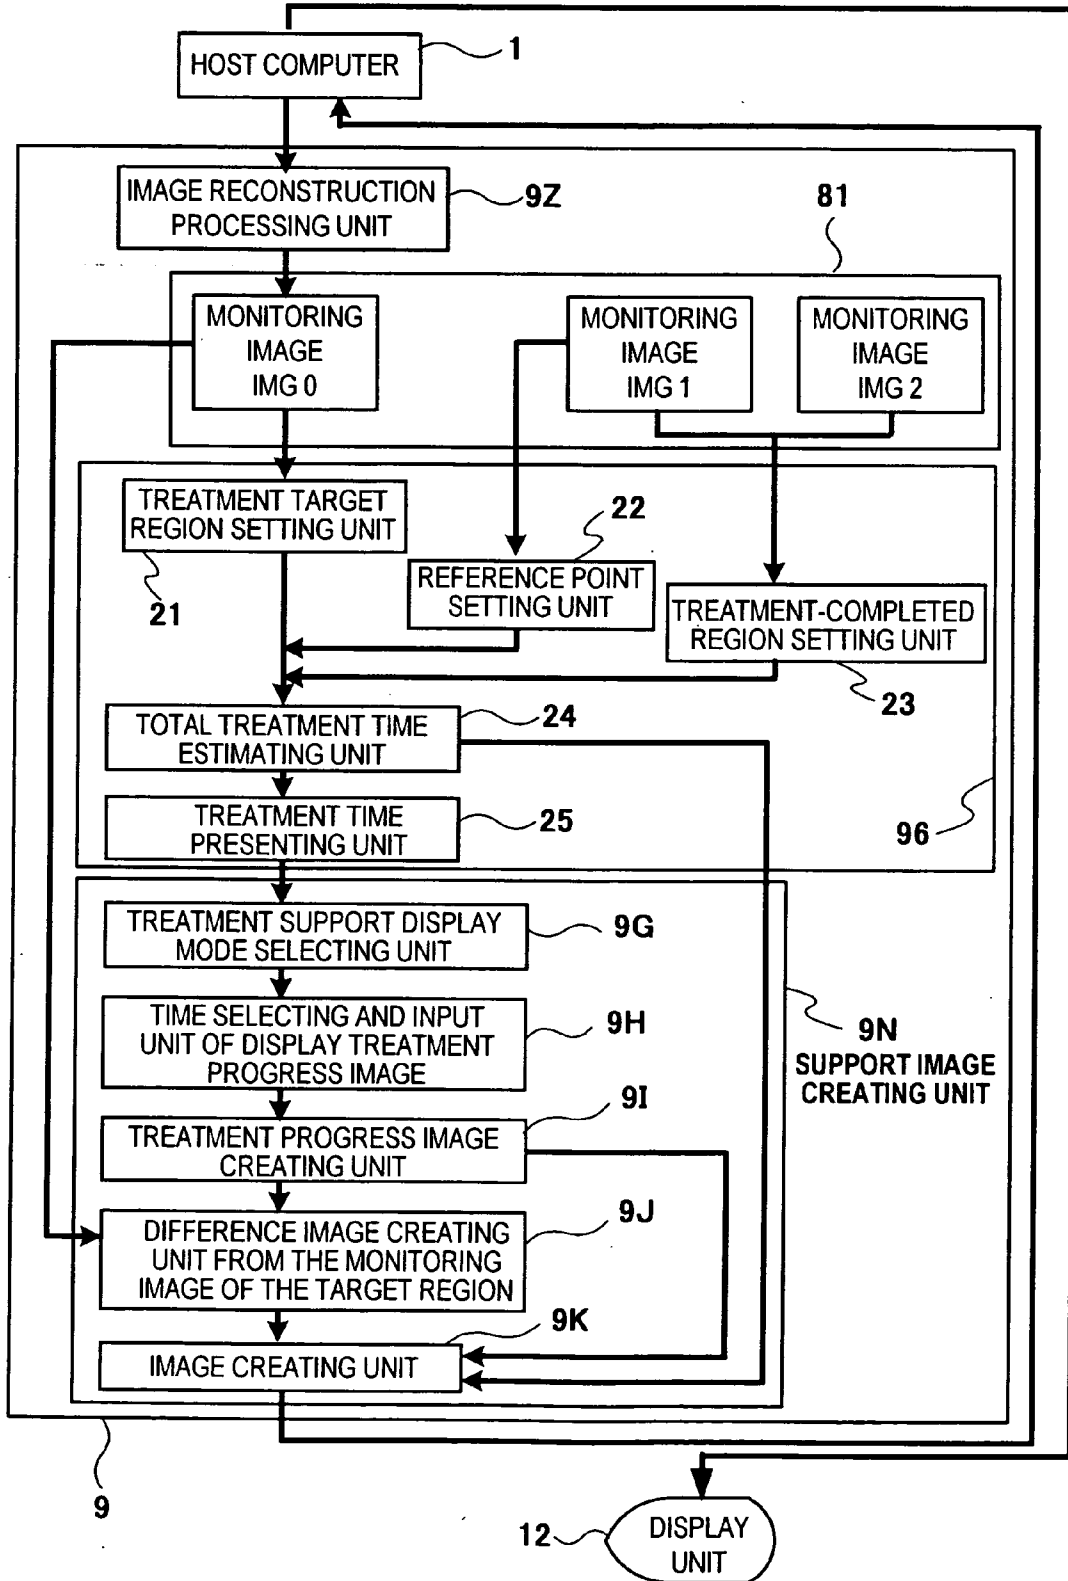 HOST COMPUTER
1
IMAGE RECONSTRUCTION
PROCESSING UNIT
9Z
81
MONITORING
IMAGE
IMG 0
MONITORING
IMAGE
IMG 1
MONITORING
IMAGE
IMG 2
TREATMENT TARGET
REGION SETTING UNIT
21
22
REFERENCE POINT
SETTING UNIT
TREATMENT-COMPLETED
REGION SETTING UNIT
23
TOTAL TREATMENT TIME
ESTIMATING UNIT
24
TREATMENT TIME
PRESENTING UNIT
25
96
TREATMENT SUPPORT DISPLAY
MODE SELECTING UNIT
9G
TIME SELECTING AND INPUT
UNIT OF DISPLAY TREATMENT
PROGRESS IMAGE
9H
9N
SUPPORT IMAGE
CREATING UNIT
9I
TREATMENT PROGRESS IMAGE
CREATING UNIT
9J
DIFFERENCE IMAGE CREATING
UNIT FROM THE MONITORING
IMAGE OF THE TARGET REGION
9K
IMAGE CREATING UNIT
9
12
DISPLAY
UNIT